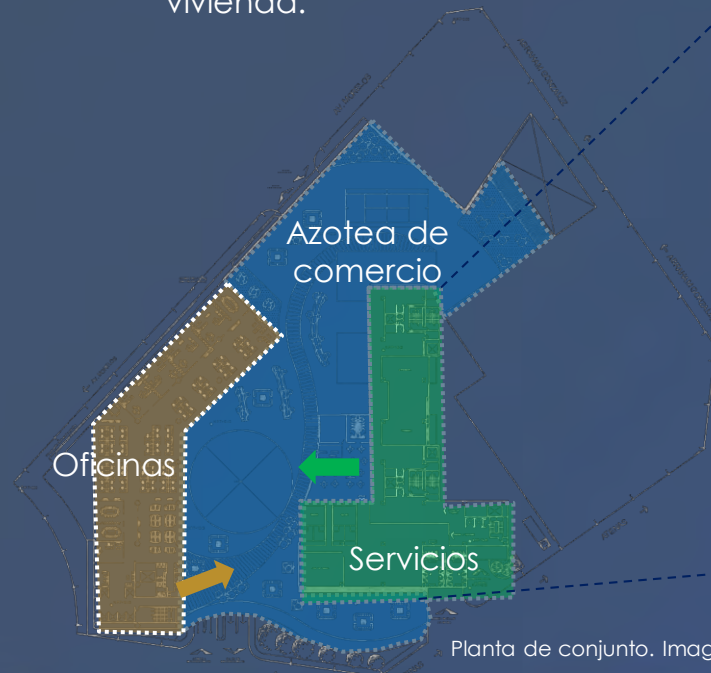 vivienda.
Azotea de
comercio
Oficinas
Servicios
Planta de conjunto. Imag